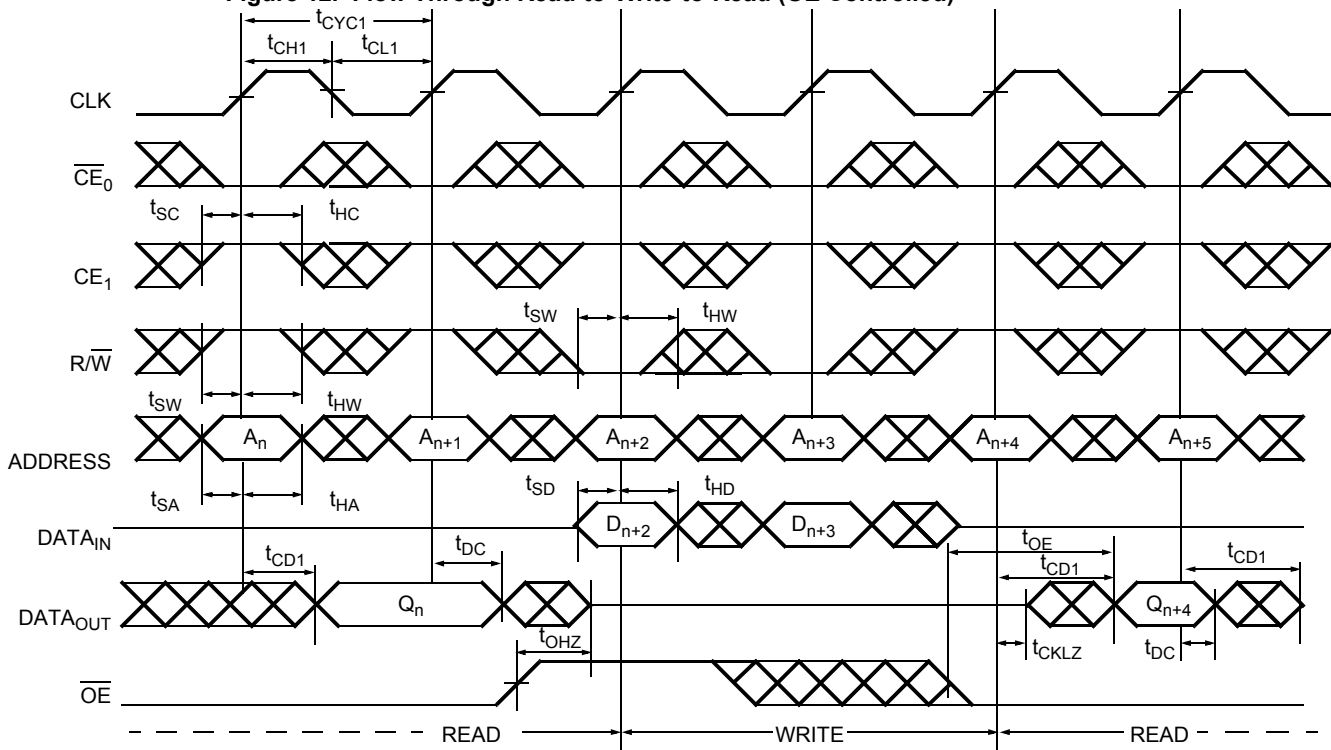 Figure 12. Flow-Through Read-to-Write-to-Read (OE Controlled)
tCYC1
tCH1 tCL1
CLK
CE0
tSC tHC
CE1
tSW tHW
R/W
tSW tHW
An An+1 An+2 An+3 An+4 An+5
ADDRESS
tSA tHA tSD tHD
Dn+2 Dn+3
DATAIN
tOE
tCD1 tDC tCD1 tCD1
Qn Qn+4
DATAOUT
tOHZ tCKLZ tDC
OE
READ WRITE READ